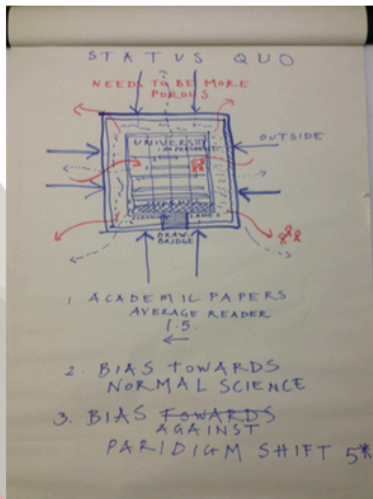 STATUS QUO
NEEDS TO BE MORE
POROUS
OUTSIDE
UNIVERSITY
DRAW
BRIDGE
1. ACADEMIC PAPERS
AVERAGE READER
1.5.
2. BIAS TOWARDS
NORMAL SCIENCE
3. BIAS TOWARDS
AGAINST
PARIDIGM SHIFT 5*